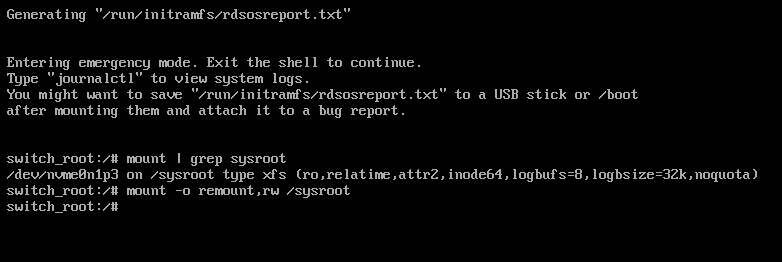 Generating "/run/initramfs/rdsosreport.txt"
Entering emergency mode. Exit the shell to continue.
Type "journalctl" to view system logs.
You might want to save "/run/initramfs/rdsosreport.txt" to a USB stick or /boot
after mounting them and attach it to a bug report.
switch_root:/# mount | grep sysroot
/dev/nvme0n1p3 on /sysroot type xfs (ro,relatime,attr2,inode64,logbufs=8,logbsize=32k,noquota)
switch_root:/# mount -o remount,rw /sysroot
switch_root:/#